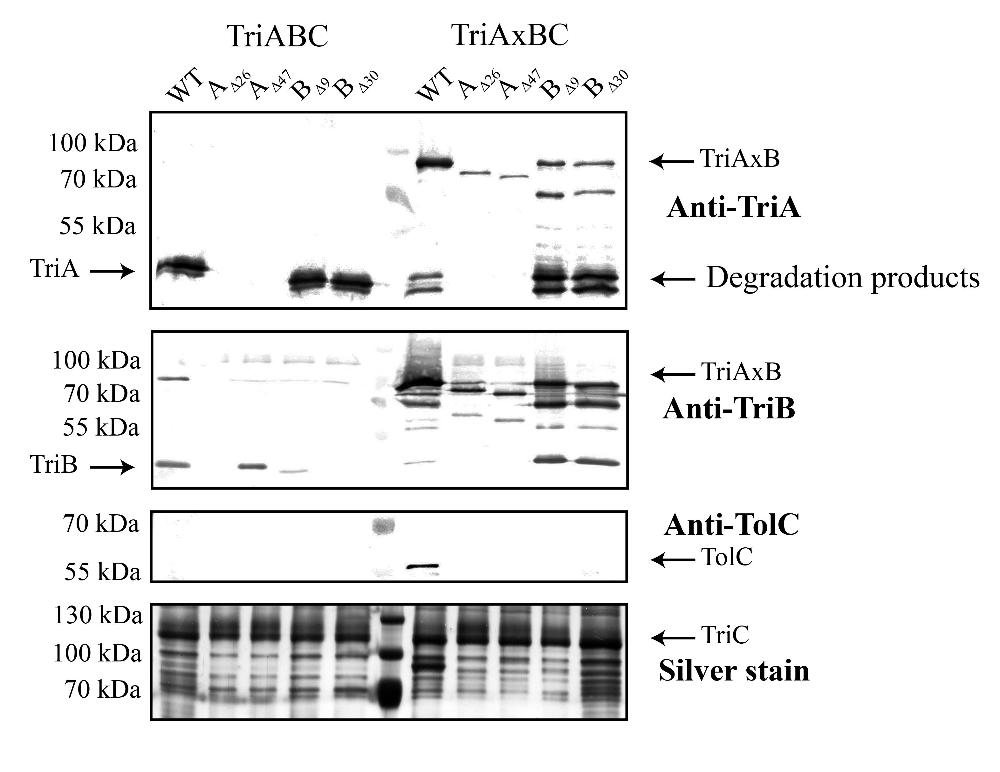 TriABC TriAxBC
WT A Δ26 A Δ47 B Δ9 B Δ30 WT A Δ26 A Δ47 B Δ9 B Δ30
100 kDa
TriAxB
70 kDa
Anti-TriA
55 kDa
TriA
Degradation products
100 kDa
TriAxB
70 kDa
Anti-TriB
55 kDa
TriB
70 kDa
Anti-TolC
TolC
55 kDa
130 kDa
TriC
100 kDa
Silver stain
70 kDa